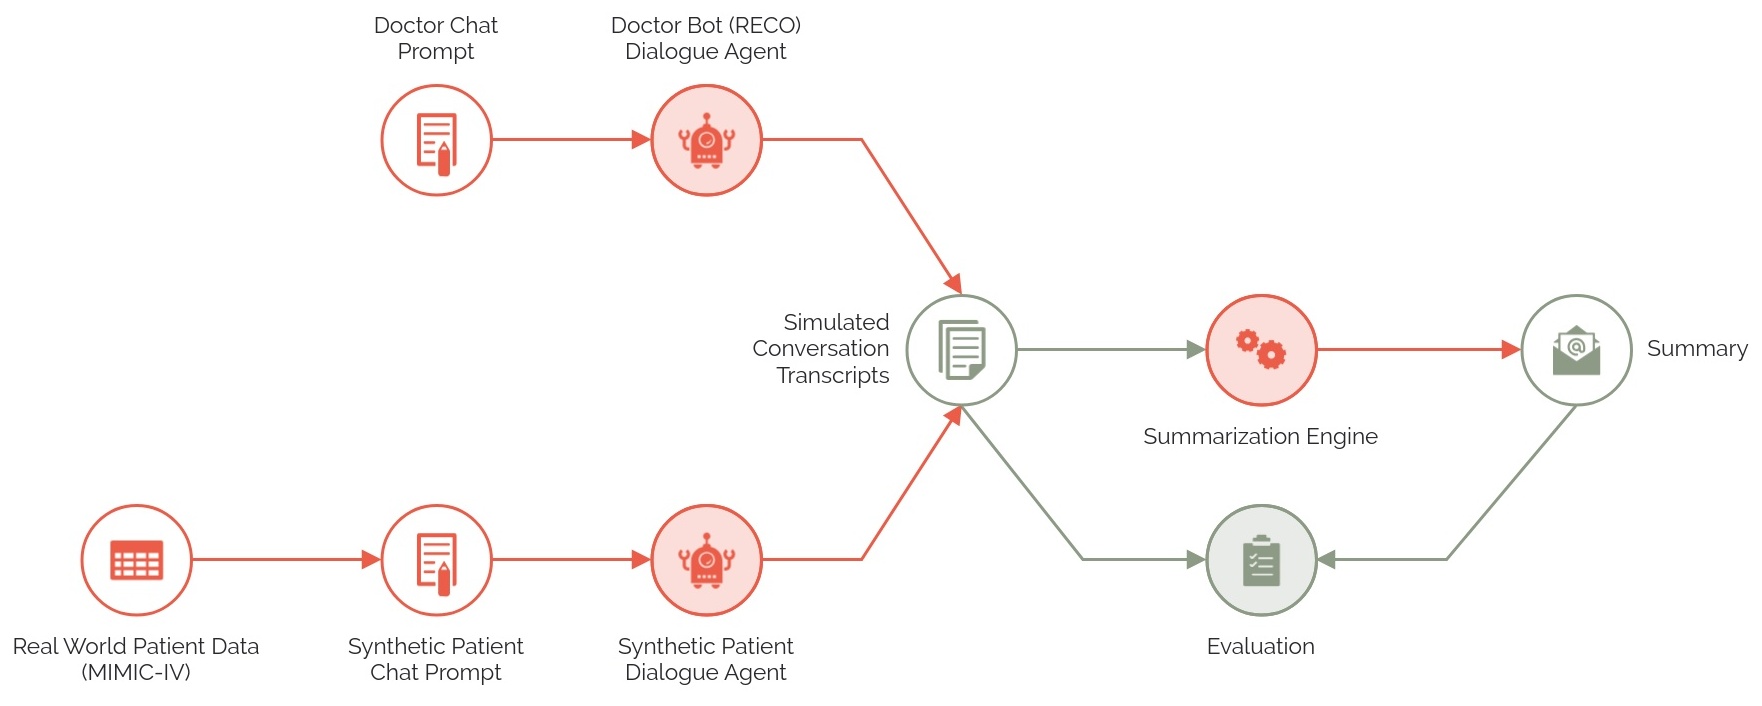 Doctor Chat
Prompt
Doctor Bot (RECO)
Dialogue Agent
Simulated
Conversation
Transcripts
Summarization Engine
Summary
Real World Patient Data
(MIMIC-IV)
Synthetic Patient
Chat Prompt
Synthetic Patient
Dialogue Agent
Evaluation